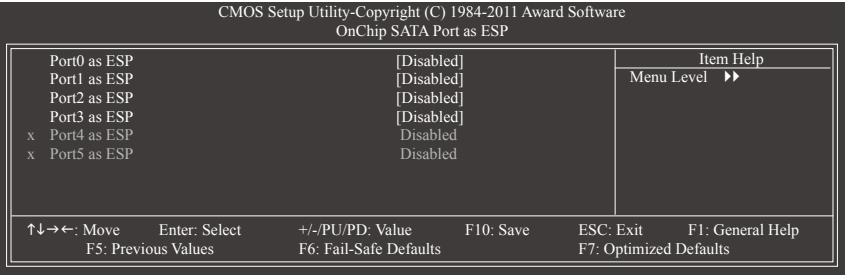 CMOS Setup Utility-Copyright (C) 1984-2011 Award Software
OnChip SATA Port as ESP
Port0 as ESP [Disabled]
Port1 as ESP [Disabled]
Port2 as ESP [Disabled]
Port3 as ESP [Disabled]
x Port4 as ESP Disabled
x Port5 as ESP Disabled
Item Help
Menu Level ▶▶
↑↓→←: Move Enter: Select +/-/PU/PD: Value F10: Save ESC: Exit F1: General Help
F5: Previous Values F6: Fail-Safe Defaults F7: Optimized Defaults